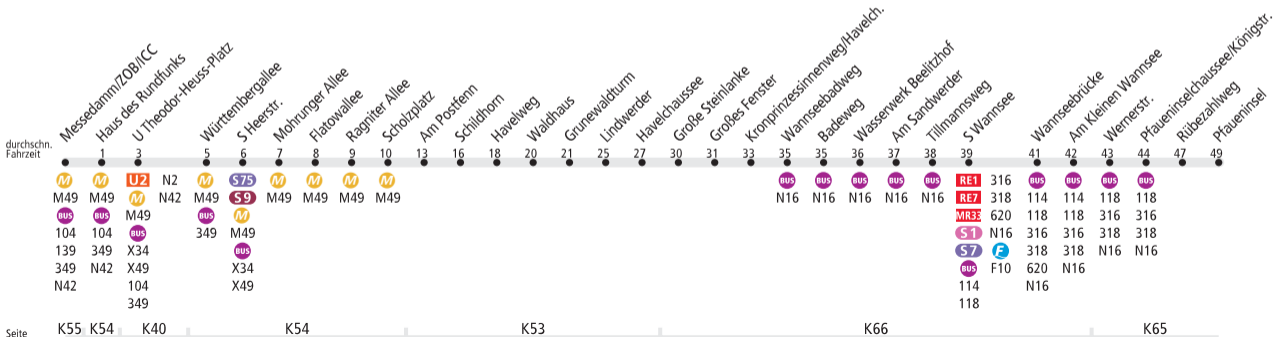 Messedamm/ZOB/ICC
Haus des Rundfunks
U Theodor-Heuss-Platz
Württembergallee
S Heerstr.
Mohrunger Allee
Flatowallee
Ragniter Allee
Scholzplatz
Am Postfenn
Schildhorn
Havelweg
Waldhaus
Grunewaldturm
Lindwerder
Havelchaussee
Große Steinlanke
Großes Fenster
Kronprinzessinnenweg/Havelch.
Wannseebadweg
Badeweg
Wasserwerk Beelitzhof
Am Sandwerder
Tillmannsweg
S Wannsee
Wannseebrücke
Am Kleinen Wannsee
Wernerstr.
Pfaueninselchaussee/Königstr.
Rübezahlweg
Pfaueninsel
durchschn.
Fahrzeit 1 3 5 6 7 8 9 10 13 16 18 20 21 25 27 30 31 33 35 35 36 37 38 39 41 42 43 44 47 49
M M U2 N2 M S75 M M M M BUS BUS BUS BUS BUS RE1 316 BUS BUS BUS BUS
M49 M49 M N42 M49 S9 M49 M49 M49 M49 N16 N16 N16 N16 N16 RE7 318 114 114 118 118
BUS BUS M49 BUS M MR33 620 118 118 316 316
104 104 BUS 349 M49 S1 N16 316 316 318 318
139 349 X34 BUS S7 F 318 318 N16 N16
349 N42 X49 X34 BUS F10 620 N16
N42 104 X49 114 N16
349 118
Seite K55 K54 K40 K54 K53 K66 K65